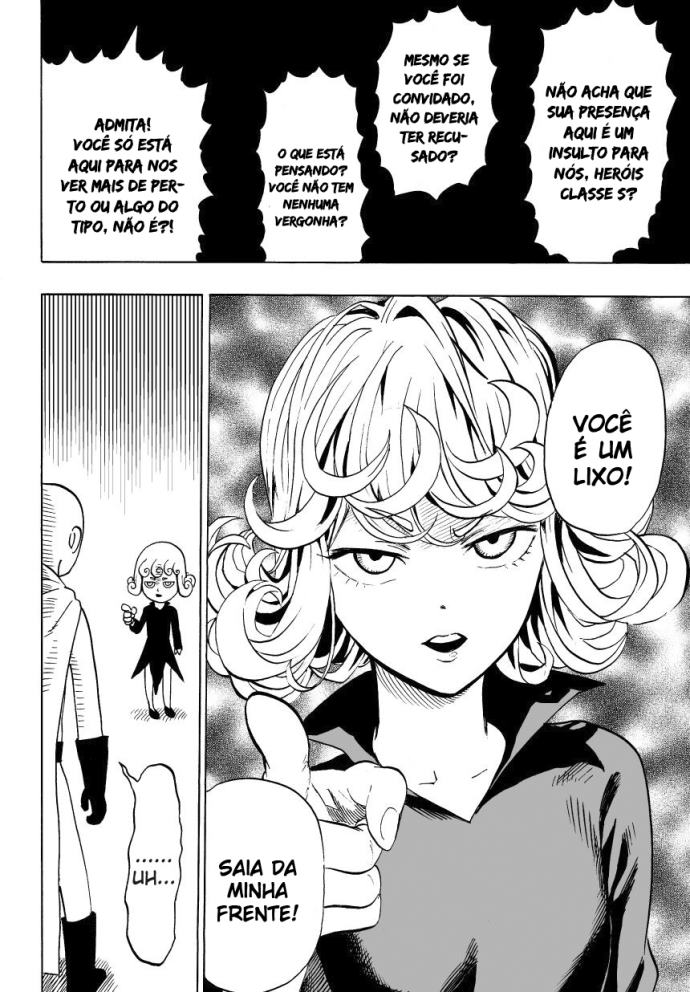 NÃO ACHA QUE
SUA PRESENÇA
AQUI É UM
INSULTO PARA
NÓS, HERÓIS
CLASSE S?
MESMO SE
VOCÊ FOI
CONVIDADO,
NÃO DEVERIA
TER RECU-
SADO?
O QUE ESTÁ
PENSANDO?
VOCÊ NÃO TEM
NENHUMA
VERGONHA?
ADMITA!
VOCÊ SÓ ESTÁ
AQUI PARA NOS
VER MAIS DE PER-
TO OU ALGO DO
TIPO, NÃO É?!
VOCÊ
É UM
LIXO!
SAIA DA
MINHA
FRENTE!
......
UH...